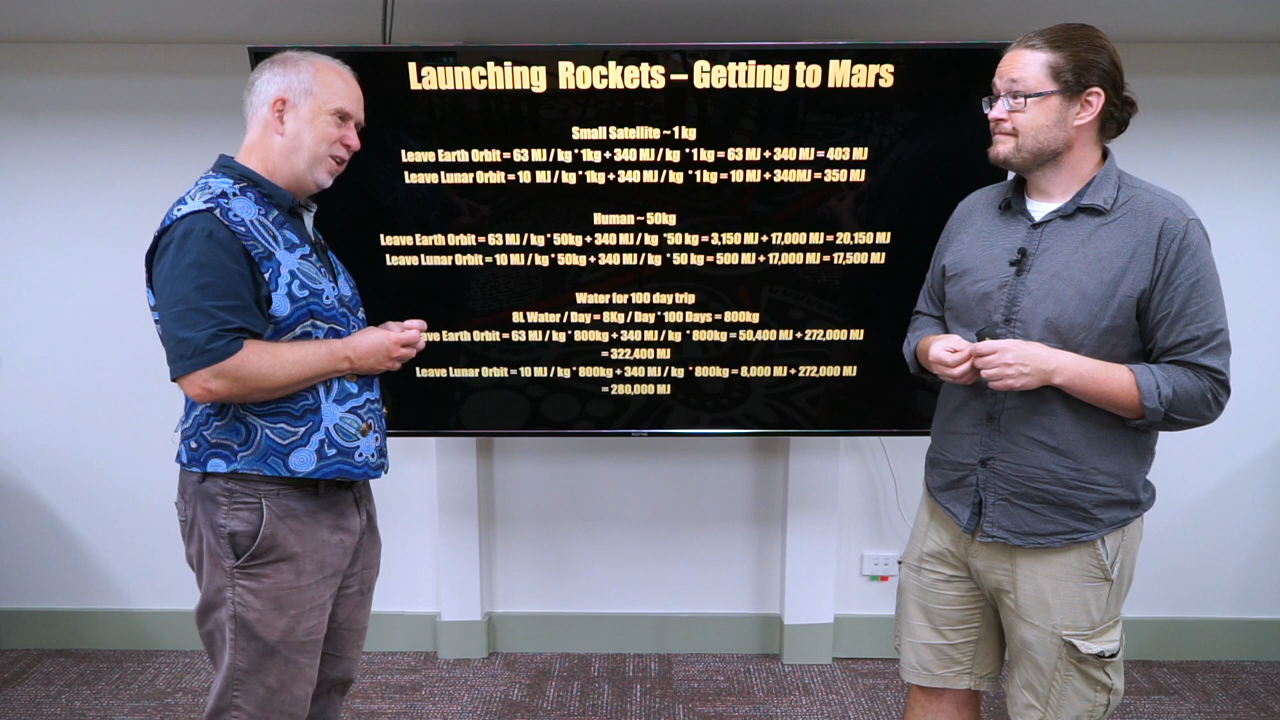 Launching Rockets – Getting to Mars
Small Satellite ~ 1 kg
Leave Earth Orbit = 63 MJ / kg * 1kg + 340 MJ / kg * 1 kg = 63 MJ + 340 MJ = 403 MJ
Leave Lunar Orbit = 10 MJ / kg * 1kg + 340 MJ / kg * 1 kg = 10 MJ + 340MJ = 350 MJ
Human ~ 50kg
Leave Earth Orbit = 63 MJ / kg * 50kg + 340 MJ / kg *50 kg = 3,150 MJ + 17,000 MJ = 20,150 MJ
Leave Lunar Orbit = 10 MJ / kg * 50kg + 340 MJ / kg * 50 kg = 500 MJ + 17,000 MJ = 17,500 MJ
Water for 100 day trip
8L Water / Day = 8Kg / Day * 100 Days = 800kg
ave Earth Orbit = 63 MJ / kg * 800kg + 340 MJ / kg * 800kg = 50,400 MJ + 272,000 MJ
= 322,400 MJ
Leave Lunar Orbit = 10 MJ / kg * 800kg + 340 MJ / kg * 800kg = 8,000 MJ + 272,000 MJ
= 280,000 MJ